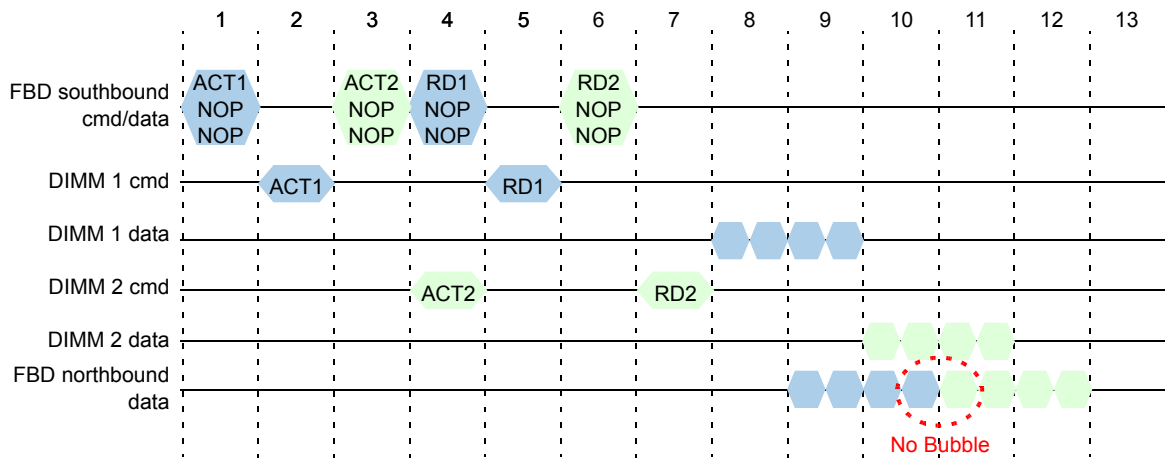 1 2 3 4 5 6 7 8 9 10 11 12 13
FBD southbound
cmd/data
ACT1
NOP
NOP
ACT2
NOP
NOP
RD1
NOP
NOP
RD2
NOP
NOP
DIMM 1 cmd
ACT1
RD1
DIMM 1 data
DIMM 2 cmd
ACT2
RD2
DIMM 2 data
FBD northbound
data
No Bubble